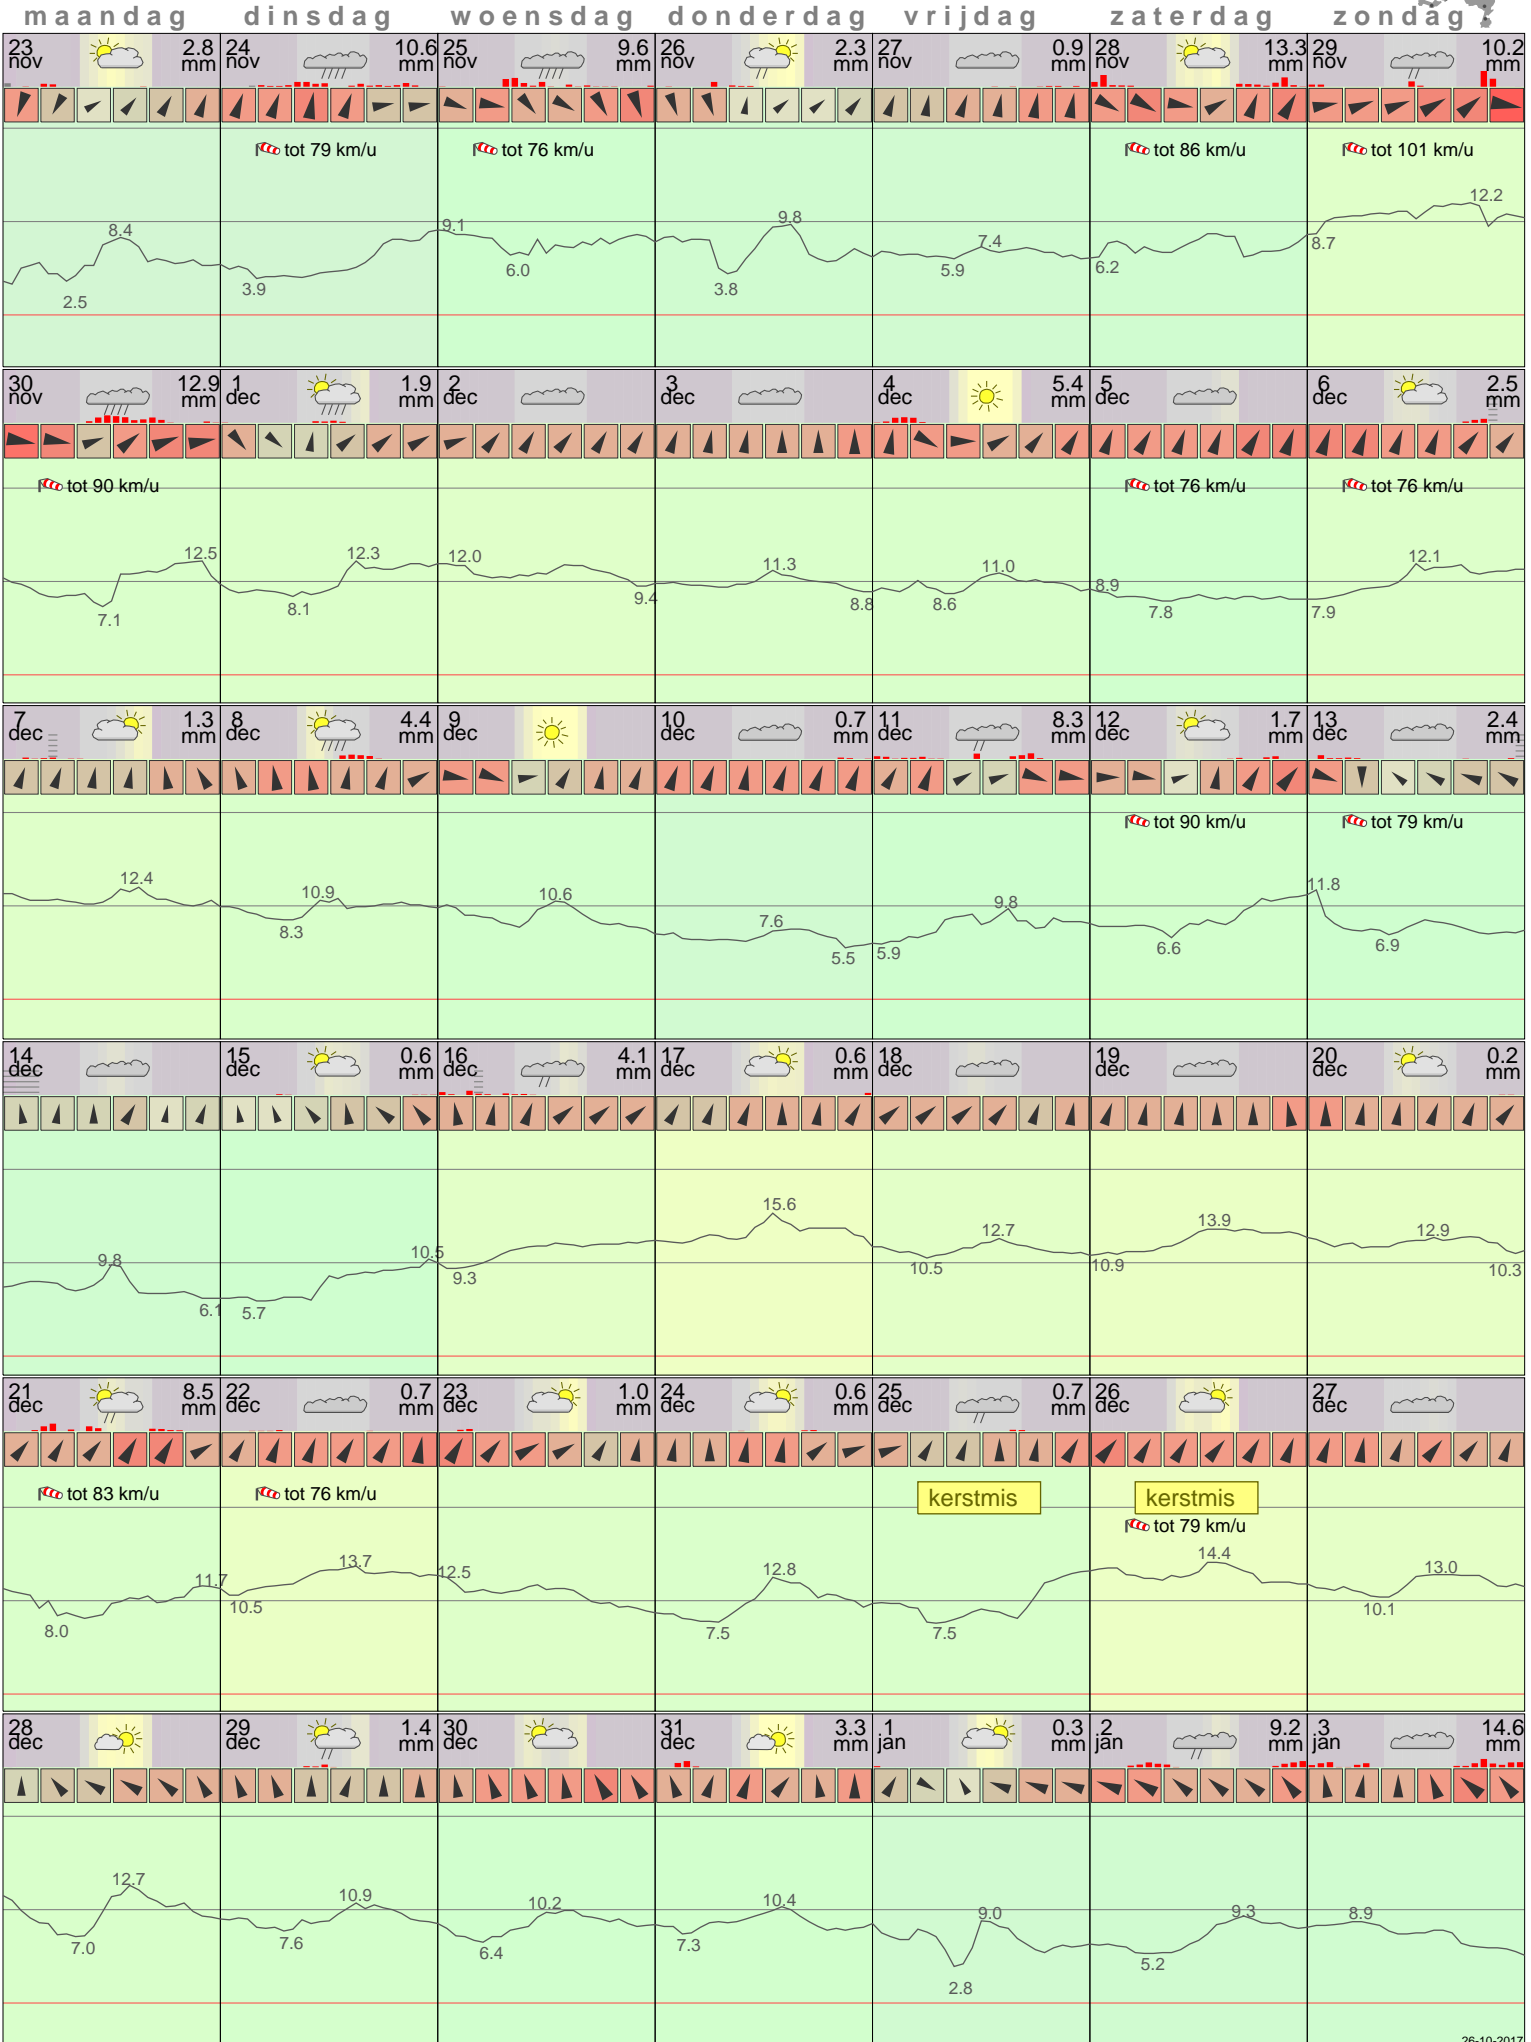 maandag dinsdag woensdag donderdag vrijdag zaterdag zondag
23 nov 2.8 mm 24 nov 10.6 mm 25 nov 9.6 mm 26 nov 2.3 mm 27 nov 0.9 mm 28 nov 13.3 mm 29 nov 10.2 mm
tot 79 km/u tot 76 km/u tot 86 km/u tot 101 km/u
8.4 2.5 3.9 9.1 6.0 9.8 3.8 7.4 5.9 6.2 12.2 8.7
30 nov 12.9 mm 1 dec 1.9 mm 2 dec 3 dec 4 dec 5.4 mm 5 dec 6 dec 2.5 mm
tot 90 km/u tot 76 km/u tot 76 km/u
12.5 7.1 12.3 8.1 12.0 9.4 11.3 8.8 11.0 8.6 8.9 7.8 12.1 7.9
7 dec 1.3 mm 8 dec 4.4 mm 9 dec 10 dec 0.7 mm 11 dec 8.3 mm 12 dec 1.7 mm 13 dec 2.4 mm
tot 90 km/u tot 79 km/u
12.4 10.9 8.3 10.6 7.6 5.5 9.8 5.9 6.6 11.8 6.9
14 dec 15 dec 0.6 mm 16 dec 4.1 mm 17 dec 0.6 mm 18 dec 19 dec 20 dec 0.2 mm
9.8 6.1 5.7 10.5 9.3 15.6 12.7 10.5 13.9 10.9 12.9 10.3
21 dec 8.5 mm 22 dec 0.7 mm 23 dec 1.0 mm 24 dec 0.6 mm 25 dec 0.7 mm 26 dec 27 dec
tot 83 km/u tot 76 km/u kerstmis kerstmis
tot 79 km/u
11.7 8.0 13.7 10.5 12.5 12.8 7.5 7.5 14.4 13.0 10.1
28 dec 29 dec 1.4 mm 30 dec 31 dec 3.3 mm 1 jan 0.3 mm 2 jan 9.2 mm 3 jan 14.6 mm
12.7 7.0 10.9 7.6 10.2 6.4 10.4 7.3 9.0 2.8 9.3 5.2 8.9
26-10-2017